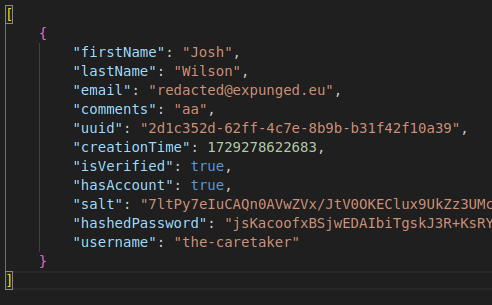 [
{
"firstName": "Josh",
"lastName": "Wilson",
"email": "redacted@expunged.eu",
"comments": "aa",
"uuid": "2d1c352d-62ff-4c7e-8b9b-b31f42f10a39",
"creationTime": 1729278622683,
"isVerified": true,
"hasAccount": true,
"salt": "7ltPy7eIuCAQn0AVwZVx/JtV0OKEClux9UkZz3UMc
"hashedPassword": "jsKacoofxBSjwEDAIbiTgskJ3R+KsRY
"username": "the-caretaker"
}
]